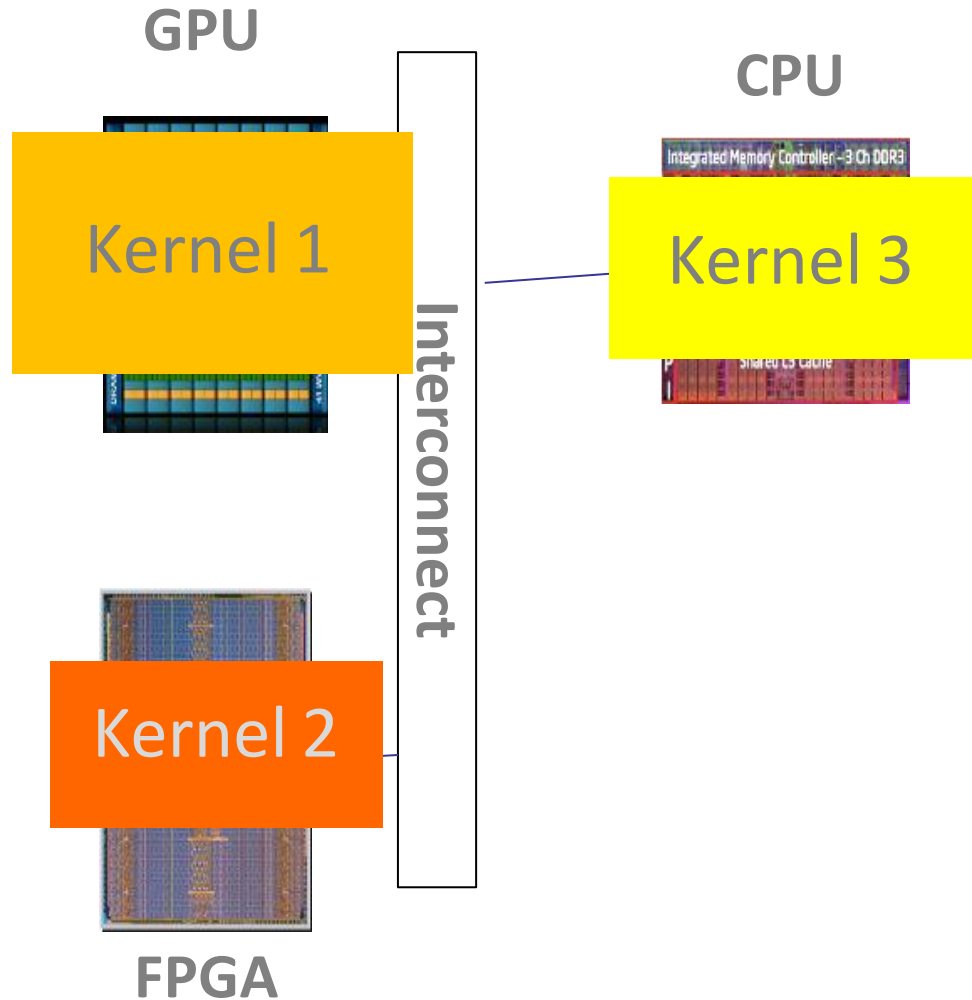 GPU
CPU
Integrated Memory Controller – 3 Ch DDR3
Kernel 1
Kernel 3
Interconnect
Shared L3 Cache
Kernel 2
FPGA